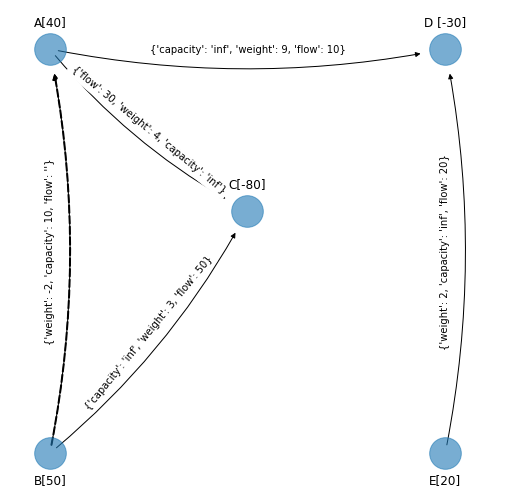 A[40]
D [-30]
{'capacity': 'inf', 'weight': 9, 'flow': 10}
{'flow': 30, 'weight': 4, 'capacity': 'inf'},
C[-80]
{'weight': -2, 'capacity': 10, 'flow': ''}
{'capacity': 'inf', 'weight': 3, 'flow': 50}
{'weight': 2, 'capacity': 'inf', 'flow': 20}
B[50]
E[20]